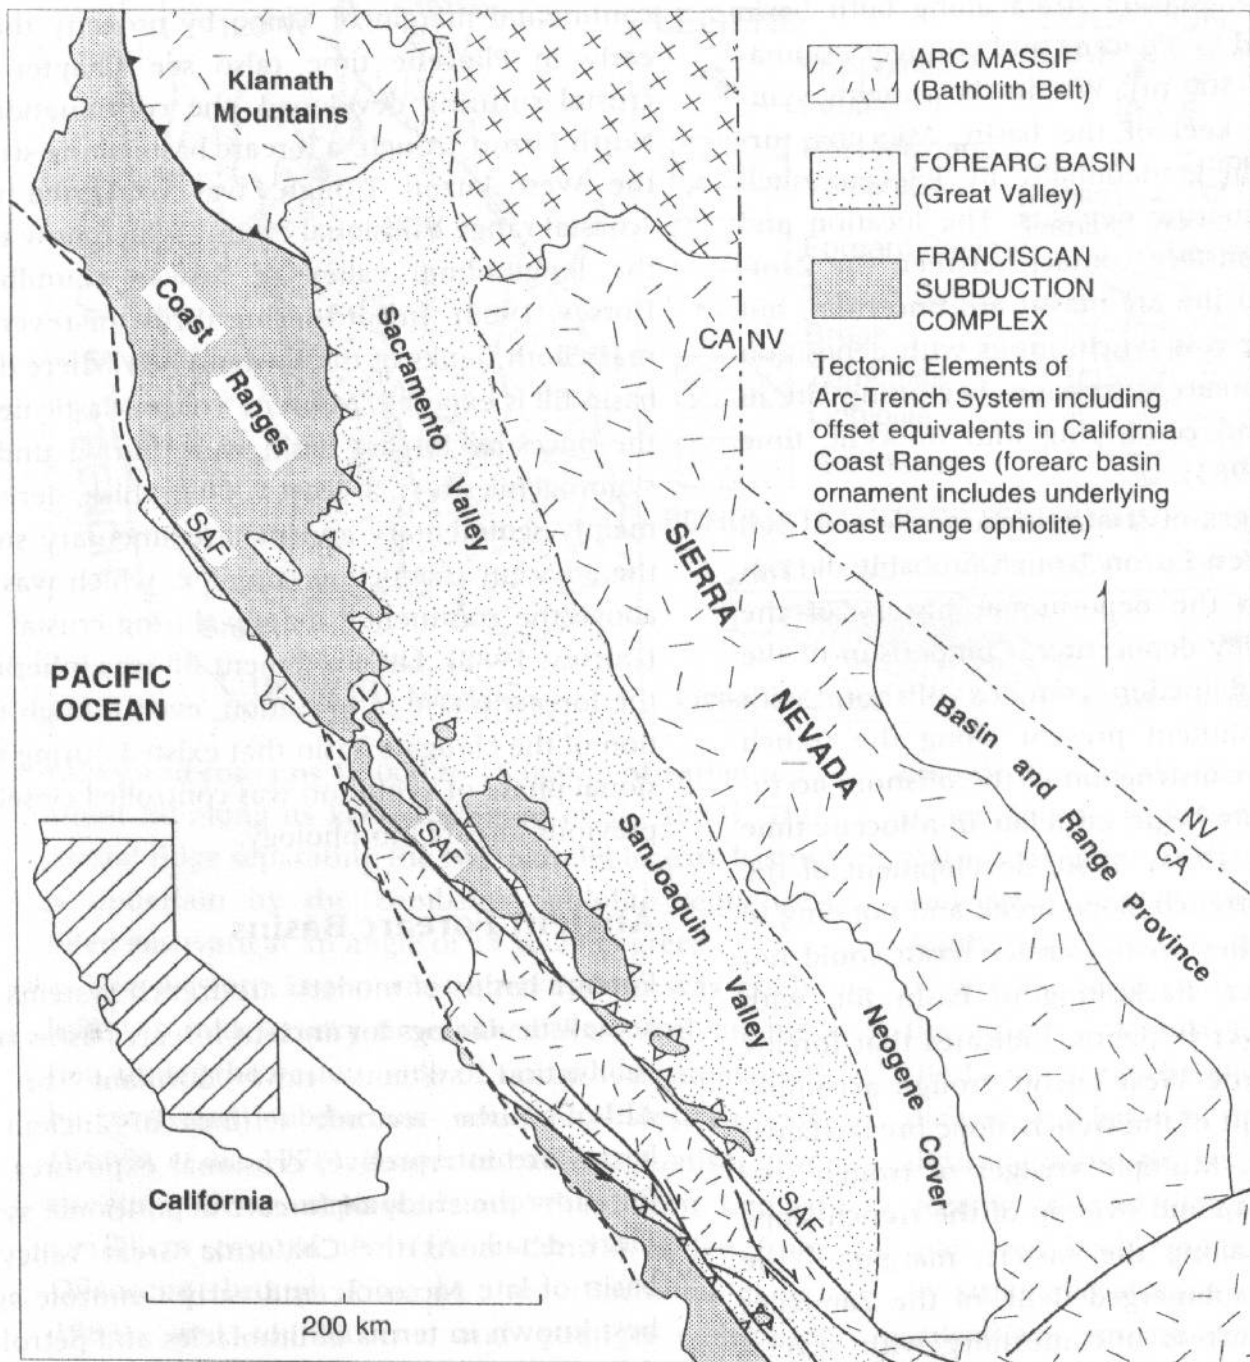 Klamath
Mountains
Coast
Ranges
Sacramento
Valley
SAF
PACIFIC
OCEAN
SAF
CA NV
SIERRA
NEVADA
SanJoaquin
Valley
Neogene Cover
Basin and Range Province
NV
CA
SAF
California
200 km
ARC MASSIF
(Batholith Belt)
FOREARC BASIN
(Great Valley)
FRANCISCAN
SUBDUCTION
COMPLEX
Tectonic Elements of
Arc-Trench System including
offset equivalents in California
Coast Ranges (forearc basin
ornament includes underlying
Coast Range ophiolite)